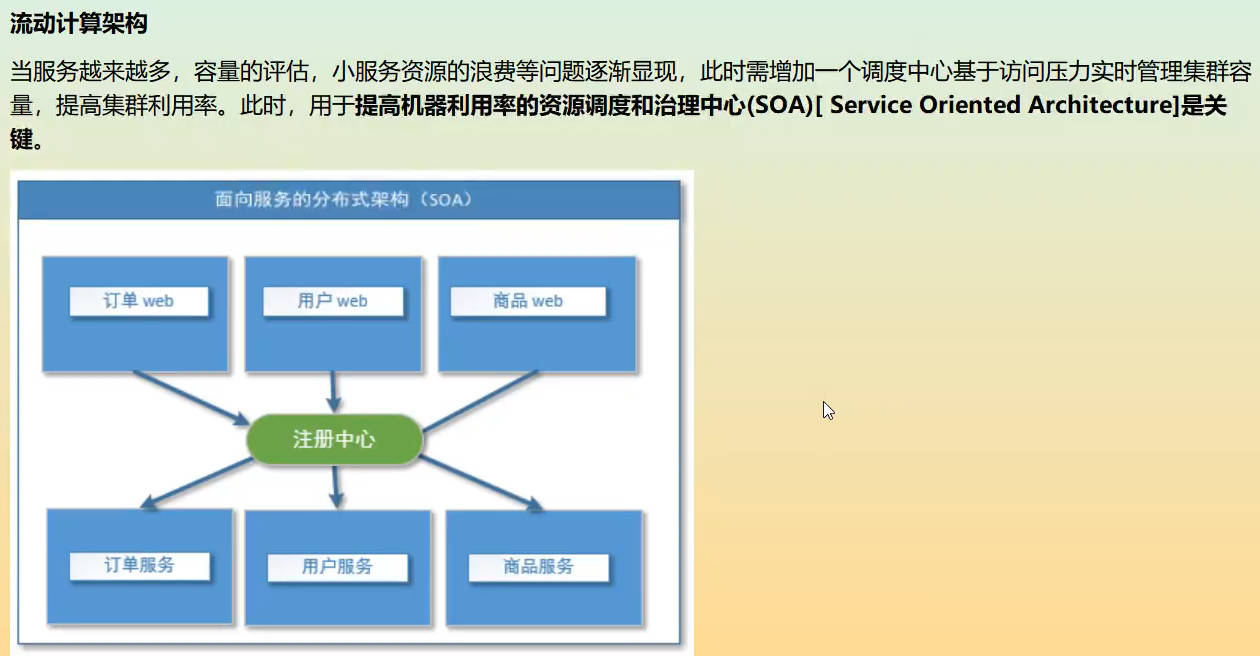 流动计算架构
当服务越来越多，容量的评估，小服务资源的浪费等问题逐渐显现，此时需增加一个调度中心基于访问压力实时管理集群容
量，提高集群利用率。此时，用于提高机器利用率的资源调度和治理中心(SOA)[ Service Oriented Architecture]是关
键。
面向服务的分布式架构（SOA）
订单 web
用户 web
商品 web
注册中心
订单服务
用户服务
商品服务